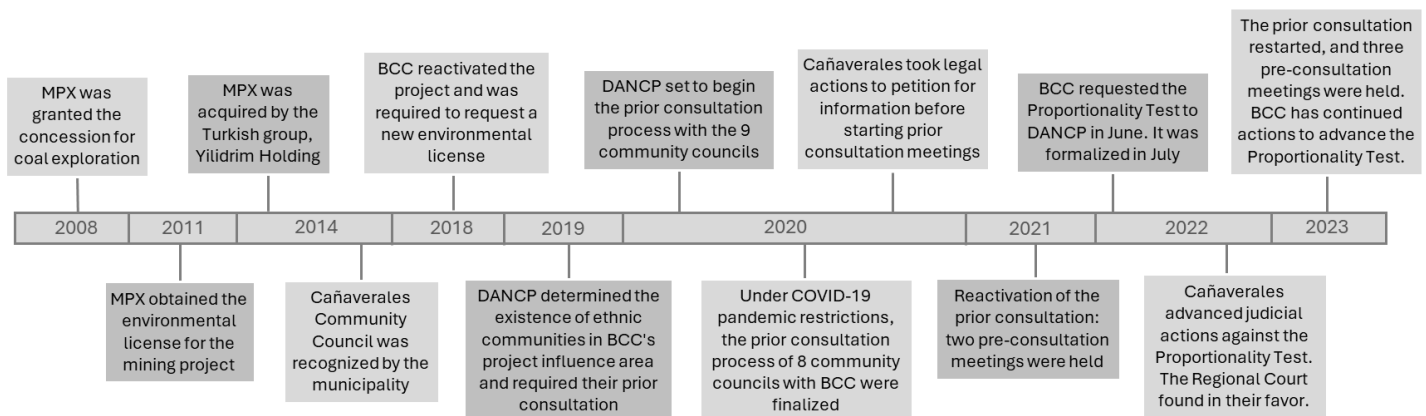 MPX was
granted the
concession for
coal exploration
MPX was
acquired by the
Turkish group,
Yilidrim Holding
BCC reactivated the
project and was
required to request a
new environmental
license
DANCP set to begin
the prior consultation
process with the 9
community councils
Cañaverales took legal
actions to petition for
information before
starting prior
consultation meetings
BCC requested the
Proportionality Test to
DANCP in June. It was
formalized in July
The prior consultation
restarted, and three
pre-consultation
meetings were held.
BCC has continued
actions to advance the
Proportionality Test.
2008
2011
2014
2018
2019
2020
2021
2022
2023
MPX obtained the
environmental
license for the
mining project
Cañaverales
Community
Council was
recognized by the
municipality
DANCP determined the
existence of ethnic
communities in BCC's
project influence area
and required their prior
consultation
Under COVID-19
pandemic restrictions,
the prior consultation
process of 8 community
councils with BCC were
finalized
Reactivation of the
prior consultation:
two pre-consultation
meetings were held
Cañaverales
advanced judicial
actions against the
Proportionality Test.
The Regional Court
found in their favor.